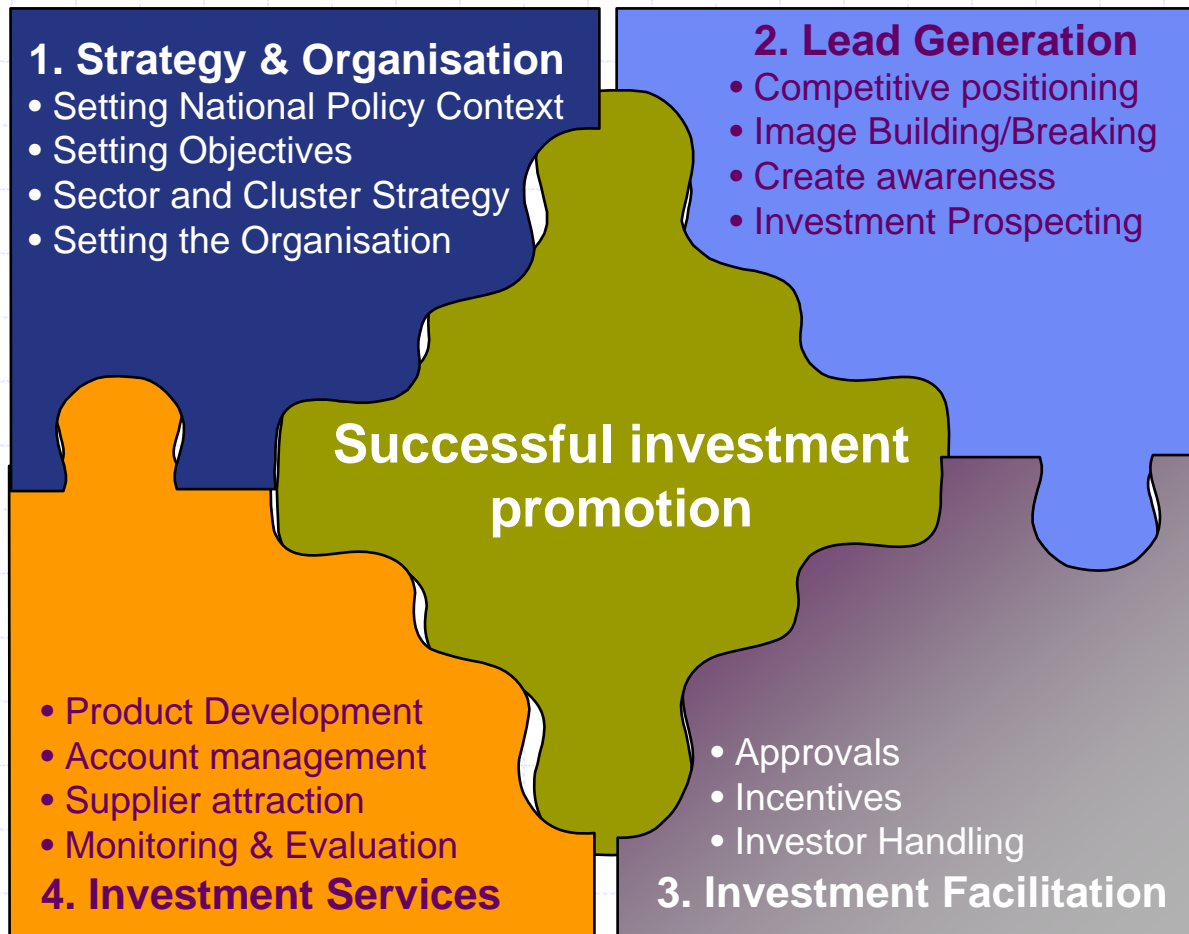 1. Strategy & Organisation
• Setting National Policy Context
• Setting Objectives
• Sector and Cluster Strategy
• Setting the Organisation
2. Lead Generation
• Competitive positioning
• Image Building/Breaking
• Create awareness
• Investment Prospecting
Successful investment
promotion
• Product Development
• Account management
• Supplier attraction
• Monitoring & Evaluation
4. Investment Services
• Approvals
• Incentives
• Investor Handling
3. Investment Facilitation